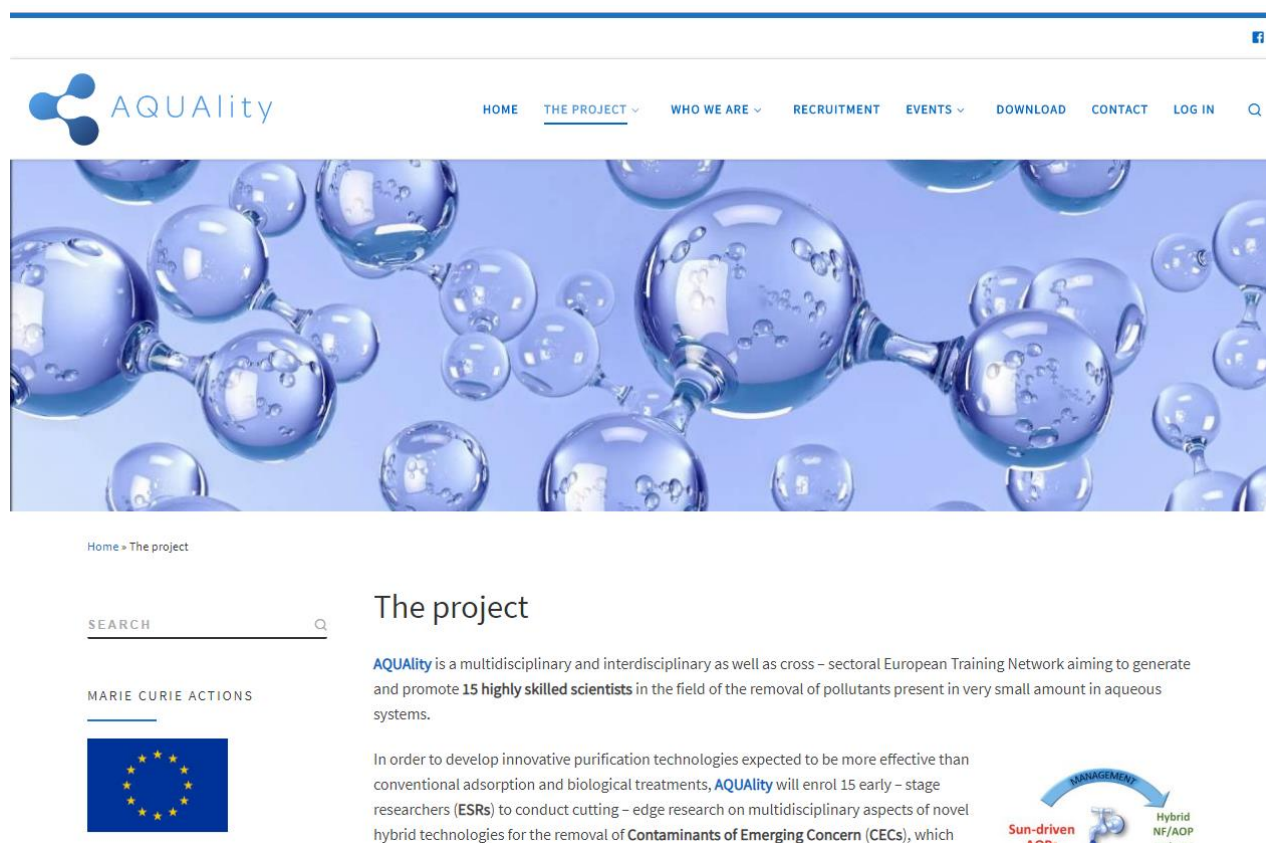 AQUAlity
HOME THE PROJECT WHO WE ARE RECRUITMENT EVENTS DOWNLOAD CONTACT LOG IN
Home » The project
SEARCH
MARIE CURIE ACTIONS
The project
AQUAlity is a multidisciplinary and interdisciplinary as well as cross – sectoral European Training Network aiming to generate
and promote 15 highly skilled scientists in the field of the removal of pollutants present in very small amount in aqueous
systems.
In order to develop innovative purification technologies expected to be more effective than
conventional adsorption and biological treatments, AQUAlity will enrol 15 early – stage
researchers (ESRs) to conduct cutting – edge research on multidisciplinary aspects of novel
hybrid technologies for the removal of Contaminants of Emerging Concern (CECs), which
MANAGEMENT
Sun-driven
AOPs
Hybrid
NF/AOP